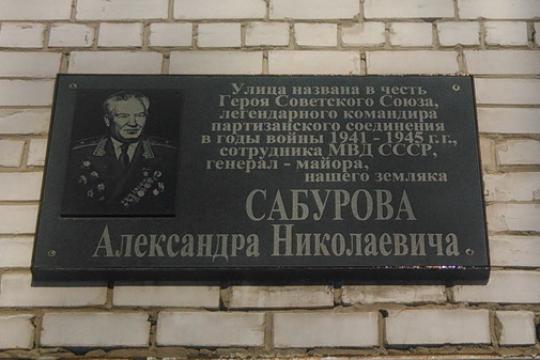 Улица названа в честь
Героя Советского Союза,
легендарного командира
партизанского соединения
в годы войны 1941 - 1945 г.г.,
сотрудника МВД СССР,
генерал - майора,
нашего земляка
САБУРОВА
Александра Николаевича